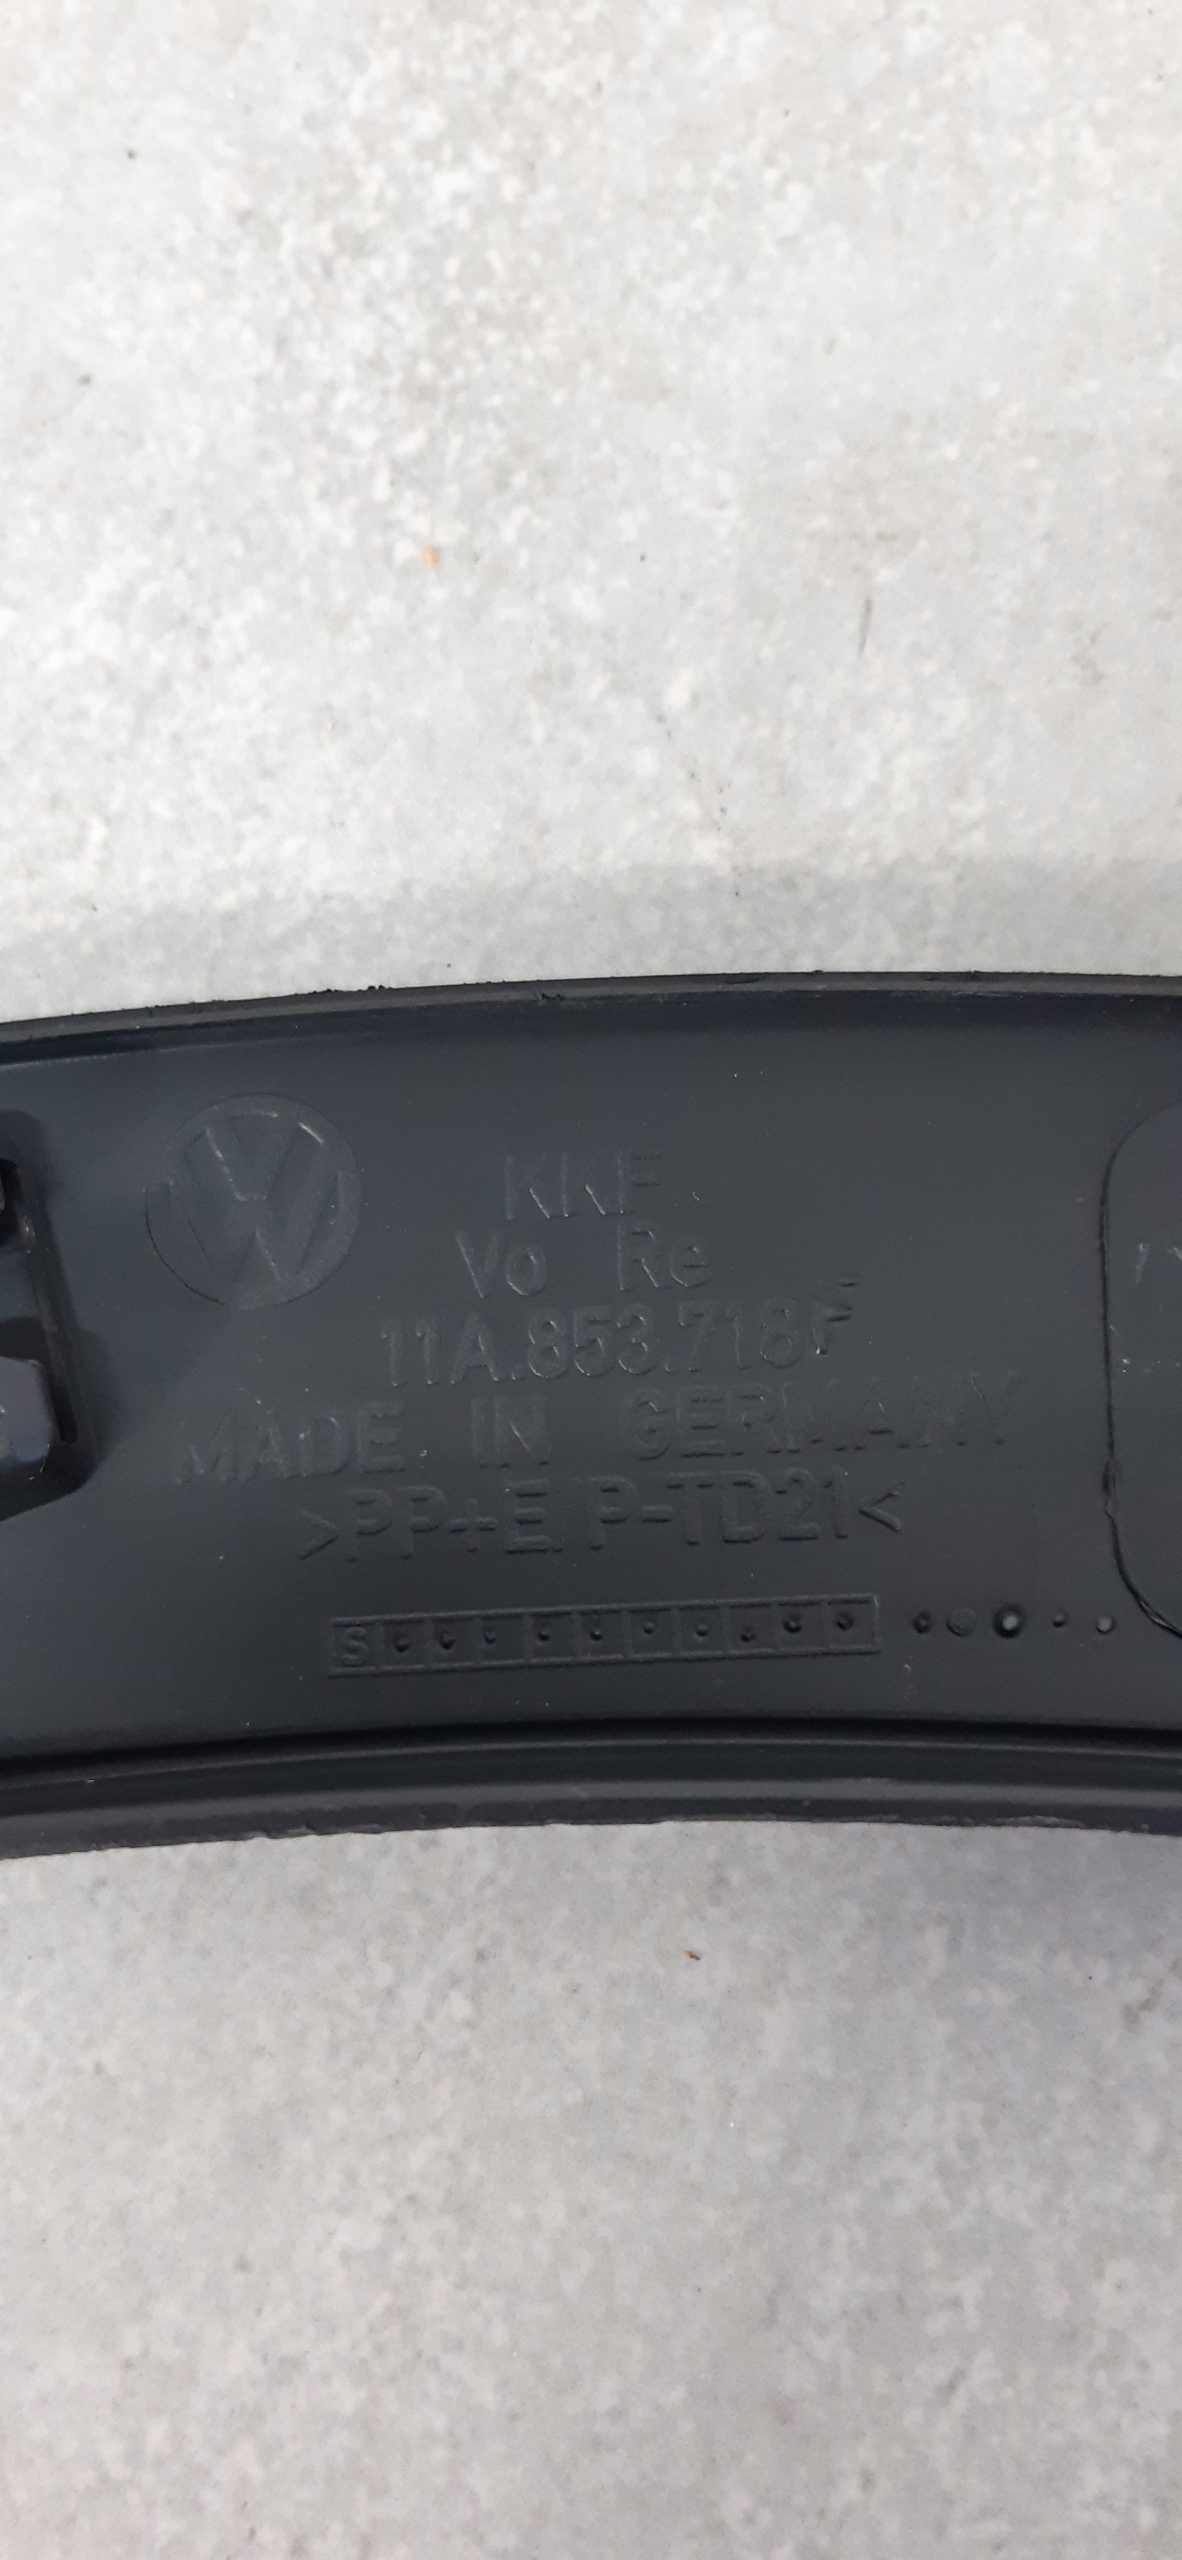 KKF
Vo Re
11A.853.718F
MADE IN GERMANY
>PP+E/P-TD21<
S